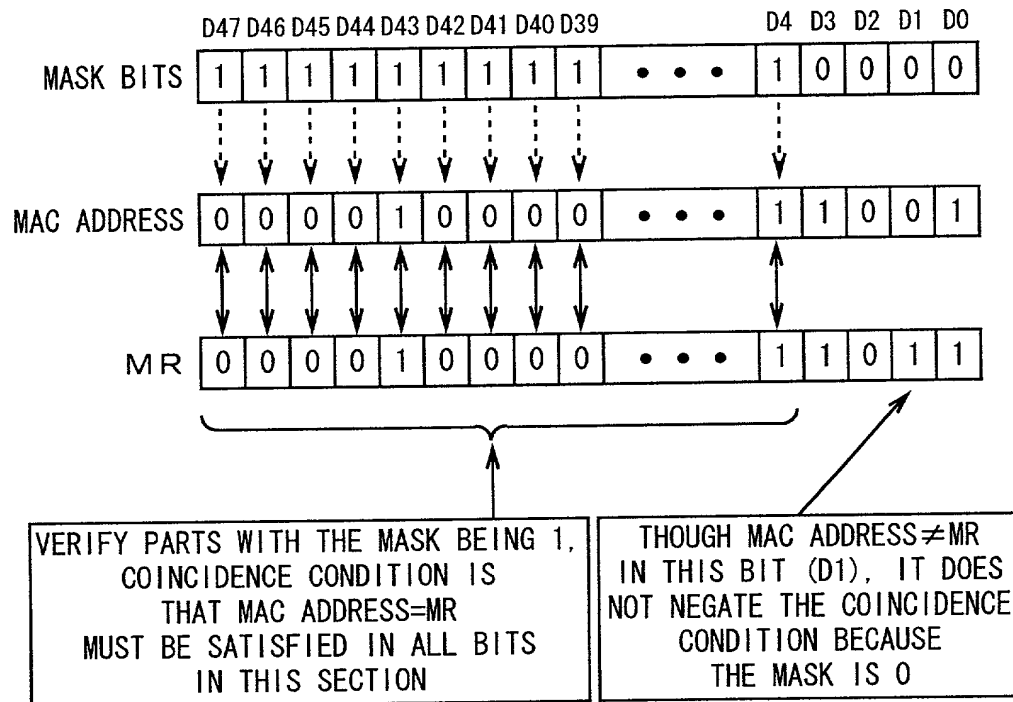 D47 D46 D45 D44 D43 D42 D41 D40 D39 D4 D3 D2 D1 D0
MASK BITS 1 1 1 1 1 1 1 1 1 • • • 1 0 0 0 0
MAC ADDRESS 0 0 0 0 1 0 0 0 0 • • • 1 1 0 0 1
MR 0 0 0 0 1 0 0 0 0 • • • 1 1 0 1 1
VERIFY PARTS WITH THE MASK BEING 1,
COINCIDENCE CONDITION IS
THAT MAC ADDRESS=MR
MUST BE SATISFIED IN ALL BITS
IN THIS SECTION
THOUGH MAC ADDRESS≠MR
IN THIS BIT (D1), IT DOES
NOT NEGATE THE COINCIDENCE
CONDITION BECAUSE
THE MASK IS 0